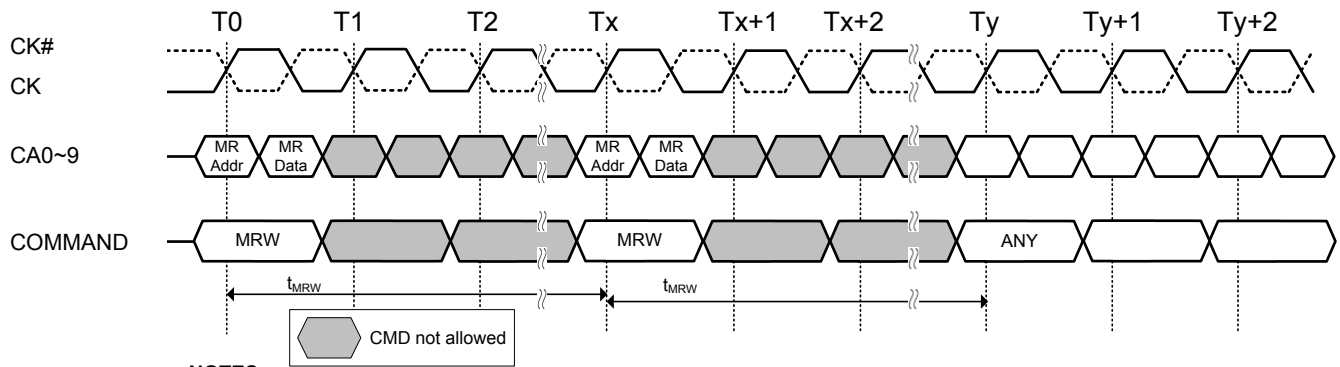 T0 T1 T2 Tx Tx+1 Tx+2 Ty Ty+1 Ty+2
CK#
CK
CA0~9 MR Addr MR Data MR Addr MR Data
COMMAND MRW MRW ANY
tMRW tMRW
CMD not allowed